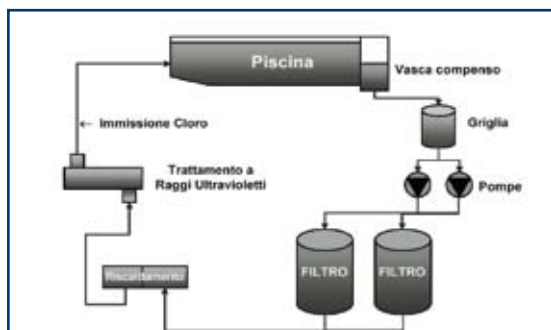 Piscina
Vasca compenso
← Immissione Cloro
Griglia
Trattamento a
Raggi Ultravioletti
Pompe
FILTRO
FILTRO
Riscaldamento